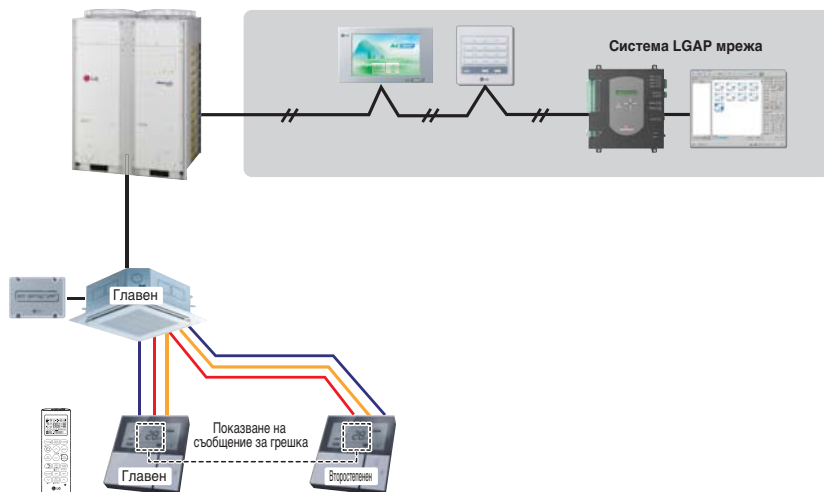 Система LGAP мрежа
Главен
Показване на
съобщение за грешка
Главен
Второстепенен